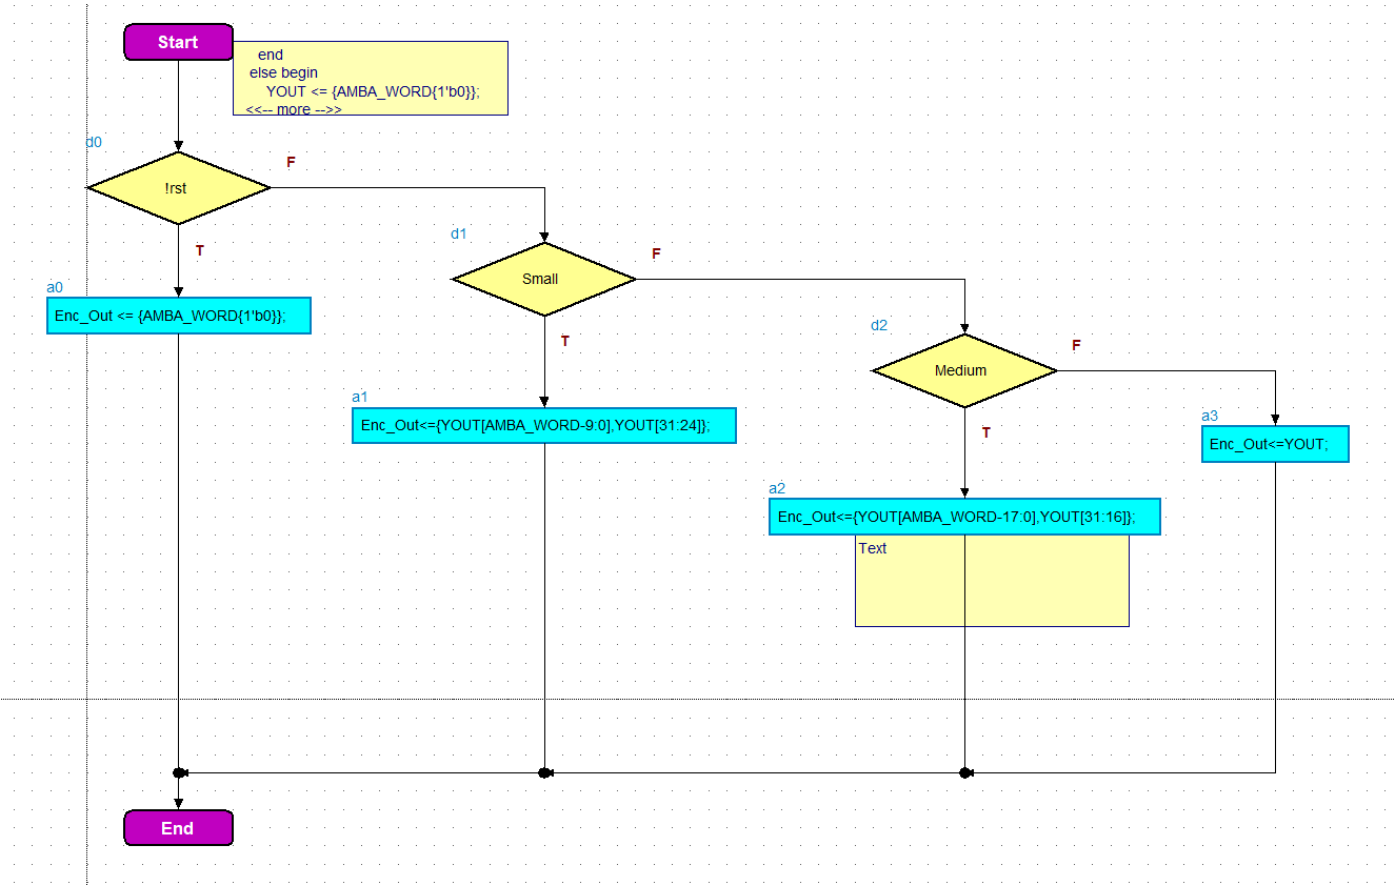 Start
end
else begin
YOUT <= {AMBA_WORD{1'b0}};
<<-- more -->>
d0
F
!rst
T
d1
F
Small
a0
Enc_Out <= {AMBA_WORD{1'b0}};
T
d2
F
Medium
a1
Enc_Out<={YOUT[AMBA_WORD-9:0],YOUT[31:24]};
T
a3
Enc_Out<=YOUT;
a2
Enc_Out<={YOUT[AMBA_WORD-17:0],YOUT[31:16]};
Text
End